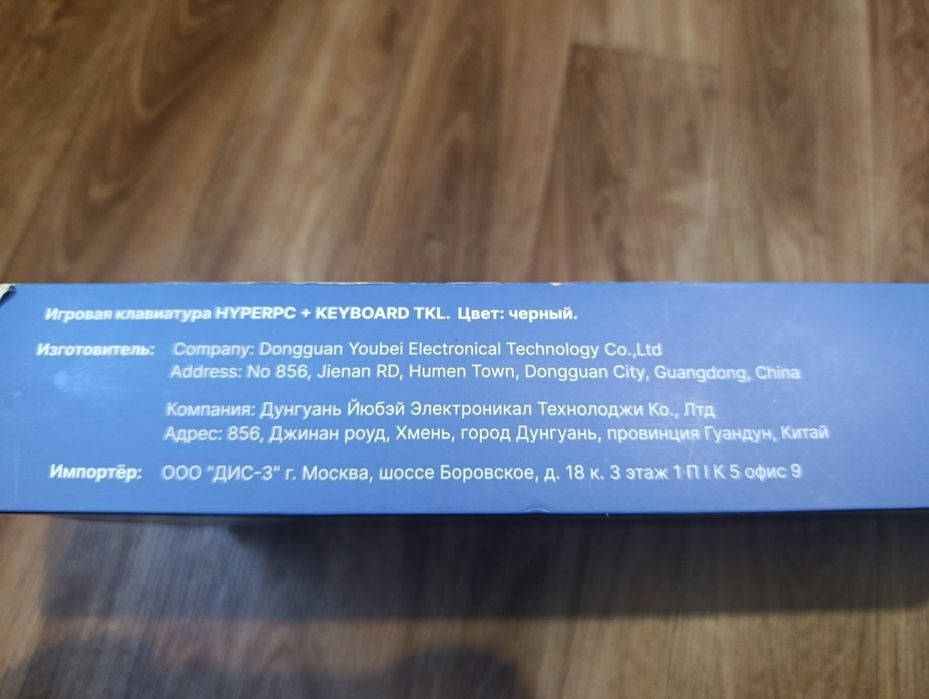 Игровая клавиатура HYPERPC + KEYBOARD TKL. Цвет: черный.
Изготовитель: Company: Dongguan Youbei Electronical Technology Co.,Ltd
Address: No 856, Jienan RD, Humen Town, Dongguan City, Guangdong, China
Компания: Дунгуань Йюбэй Электроникал Технолоджи Ко., Лтд
Адрес: 856, Джинан роуд, Хмень, город Дунгуань, провинция Гуандун, Китай
Импортёр: ООО "ДИС-3" г. Москва, шоссе Боровское, д. 18 к. 3 этаж 1 П I К 5 офис 9